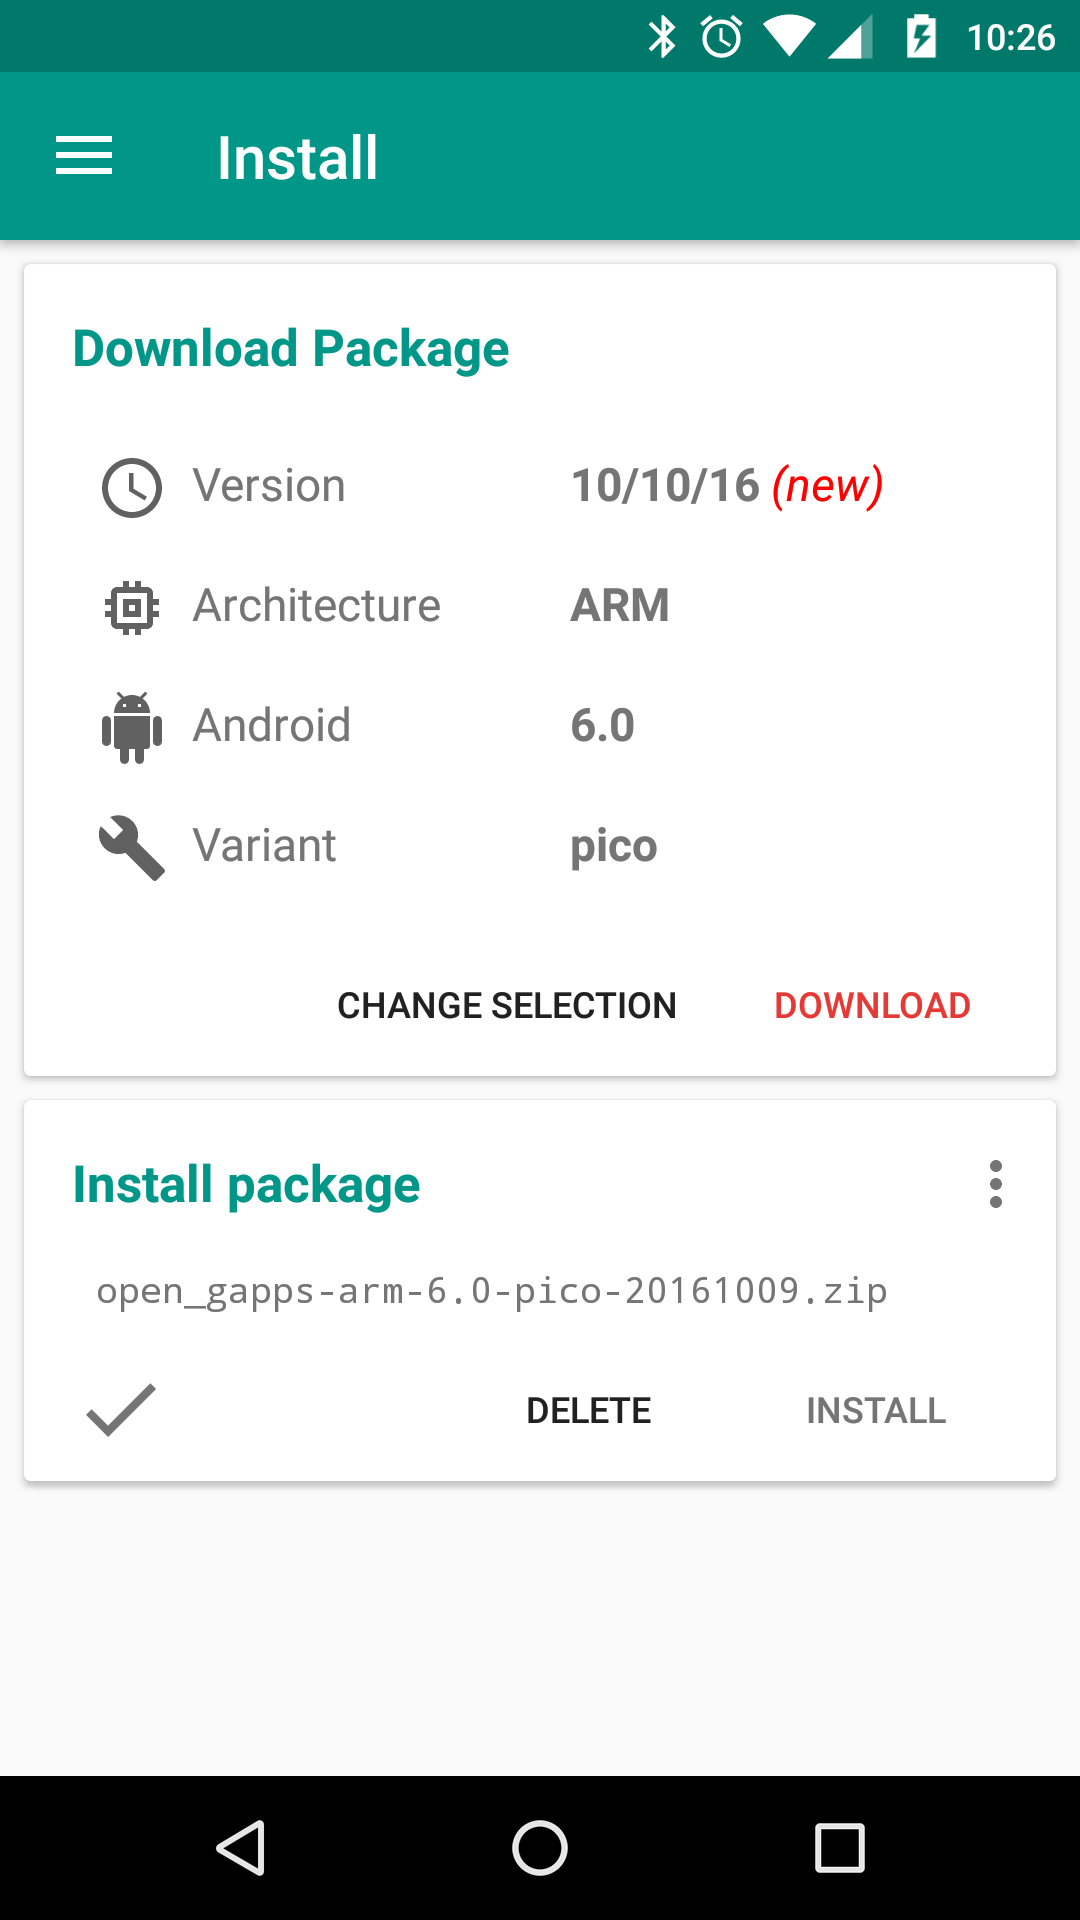 10:26
Install
Download Package
Version 10/10/16 (new)
Architecture ARM
Android 6.0
Variant pico
CHANGE SELECTION DOWNLOAD
Install package
open_gapps-arm-6.0-pico-20161009.zip
DELETE INSTALL